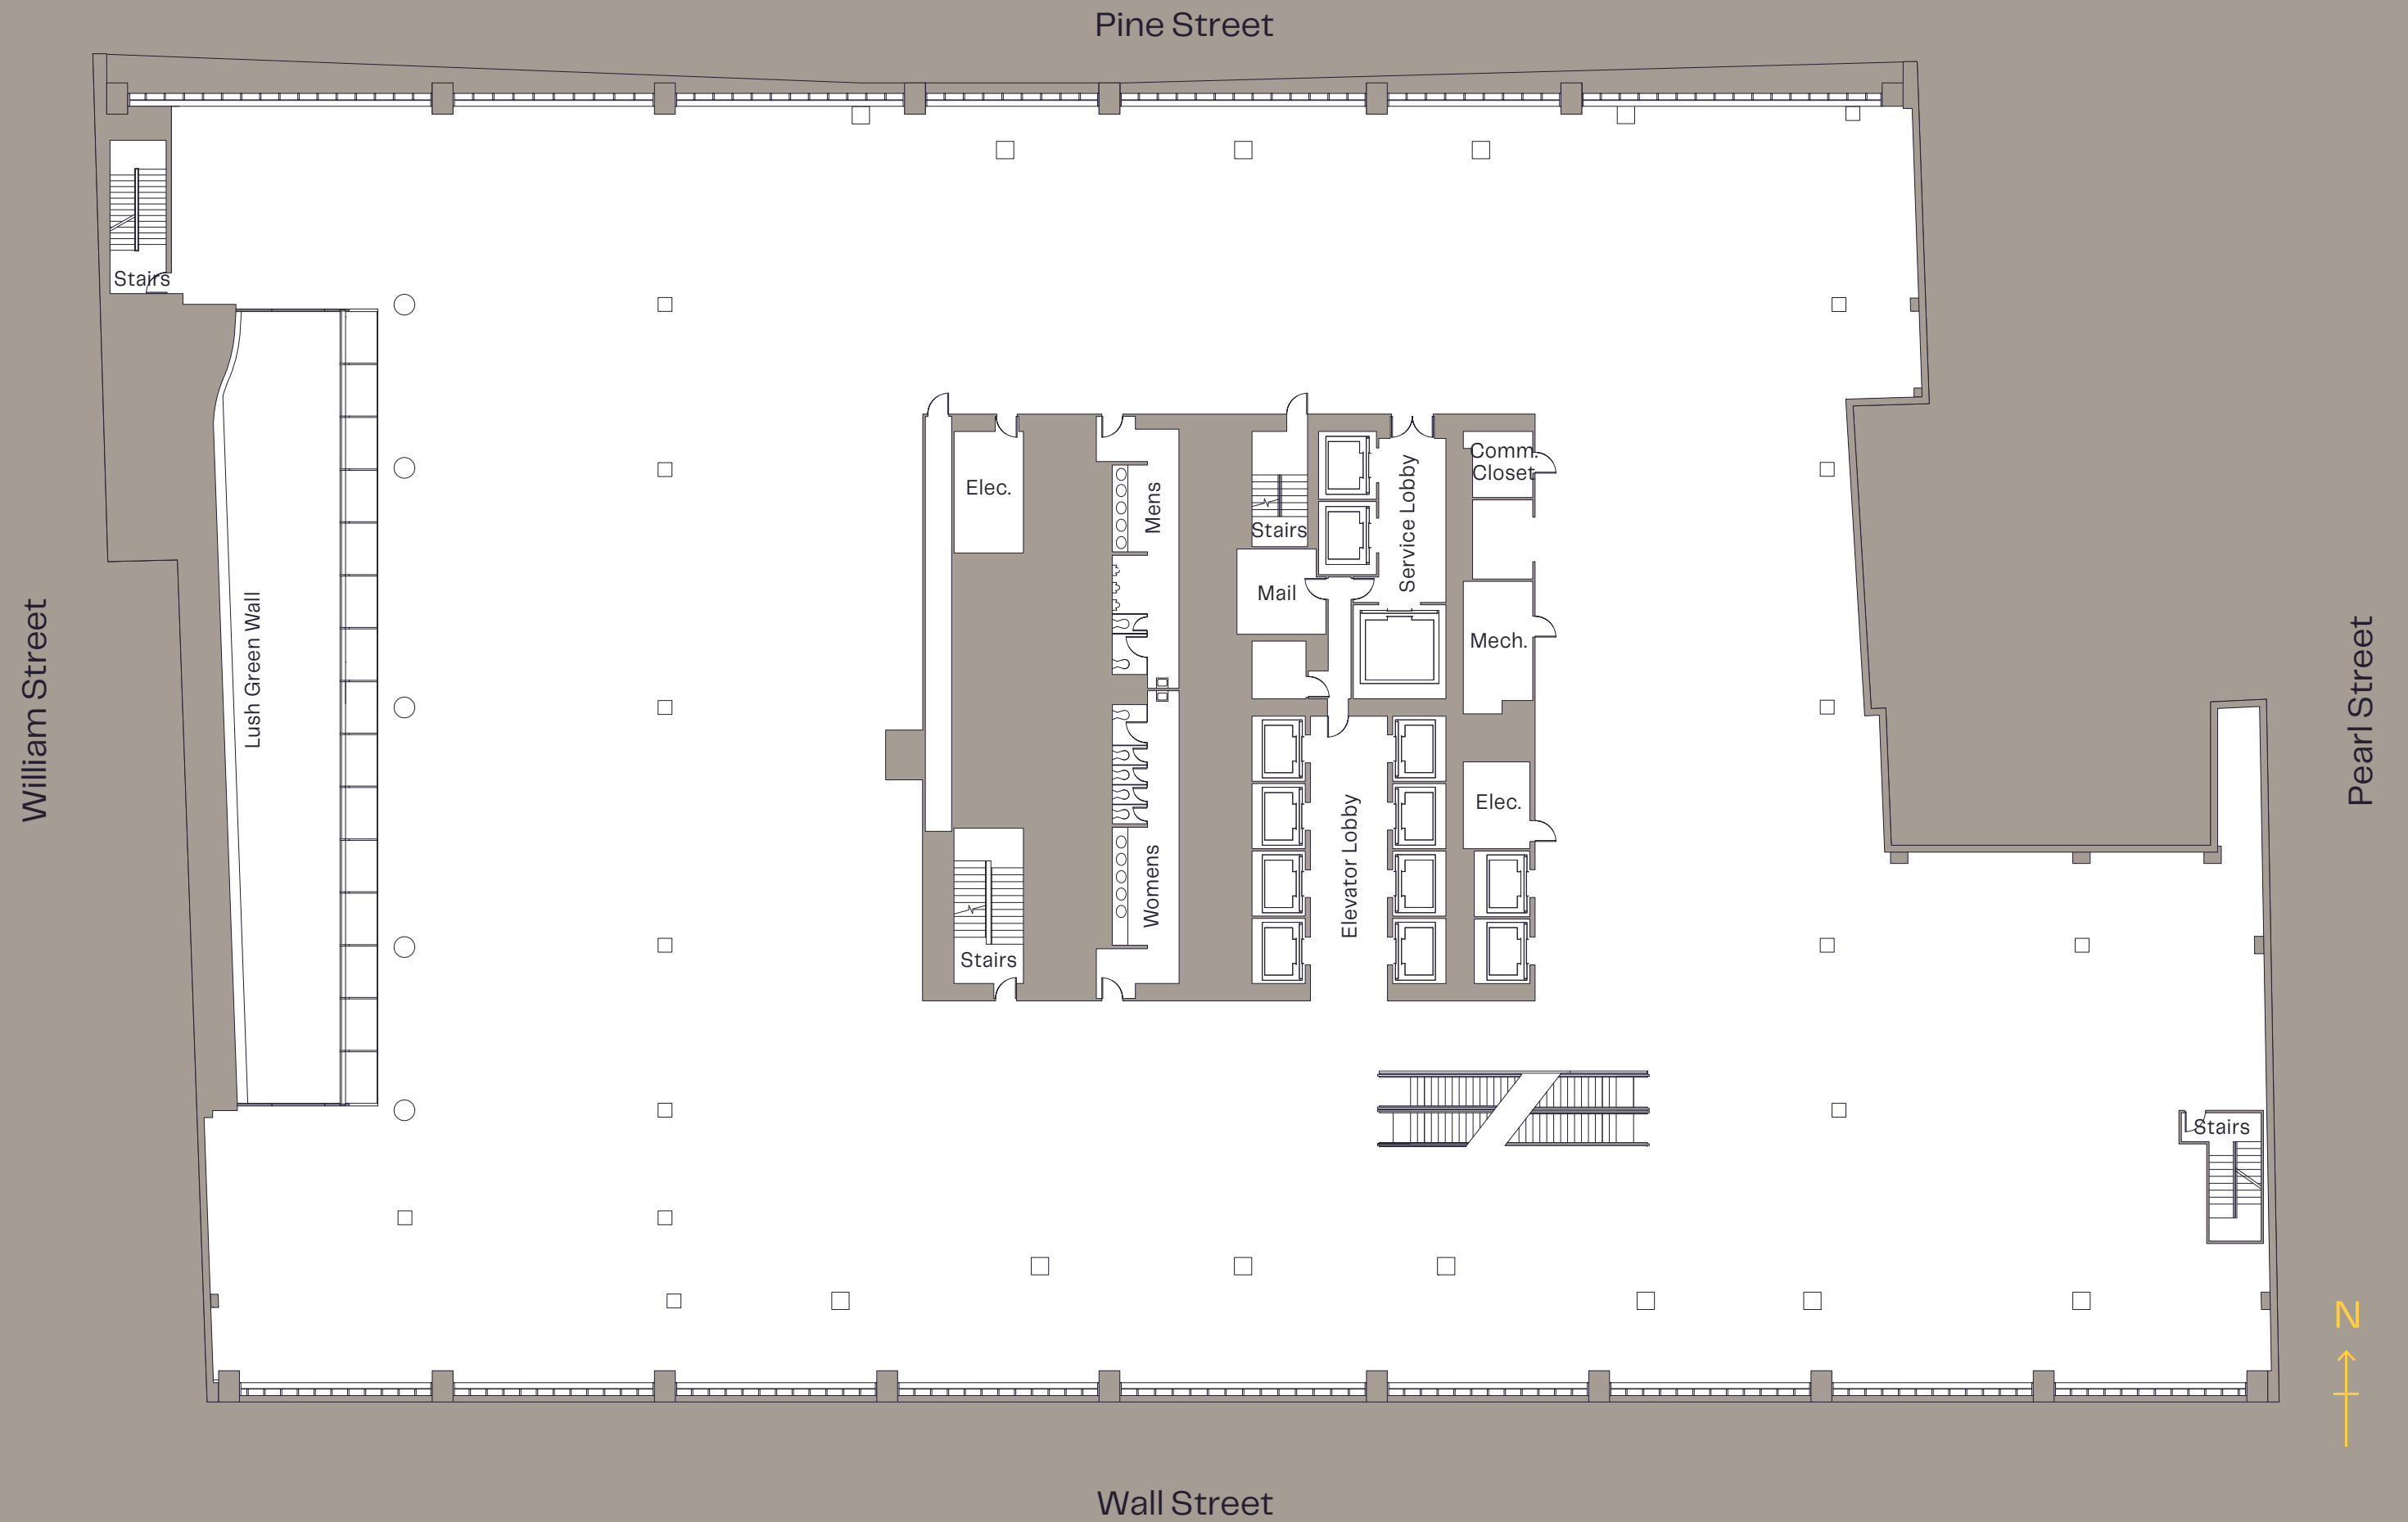 Pine Street
Stairs
Comm.
Closet
Elec.
Mens
Service Lobby
Stairs
Mail
Mech.
Lush Green Wall
William Street
Pearl Street
Elec.
Elevator Lobby
Womens
Stairs
Stairs
N
Wall Street